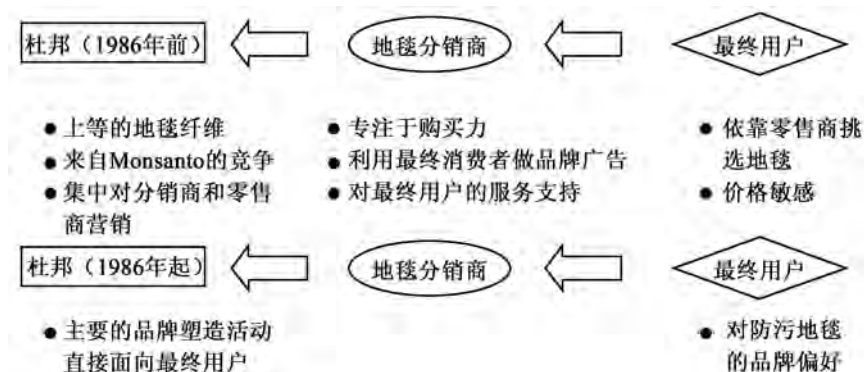 杜邦（1986年前）
地毯分销商
最终用户
●上等的地毯纤维
●来自Monsanto的竞争
●集中对分销商和零售
商营销
●专注于购买力
●利用最终消费者做品牌广告
●对最终用户的服务支持
●依靠零售商挑
选地毯
●价格敏感
杜邦（1986年起）
地毯分销商
最终用户
●主要的品牌塑造活动
直接面向最终用户
●对防污地毯
的品牌偏好